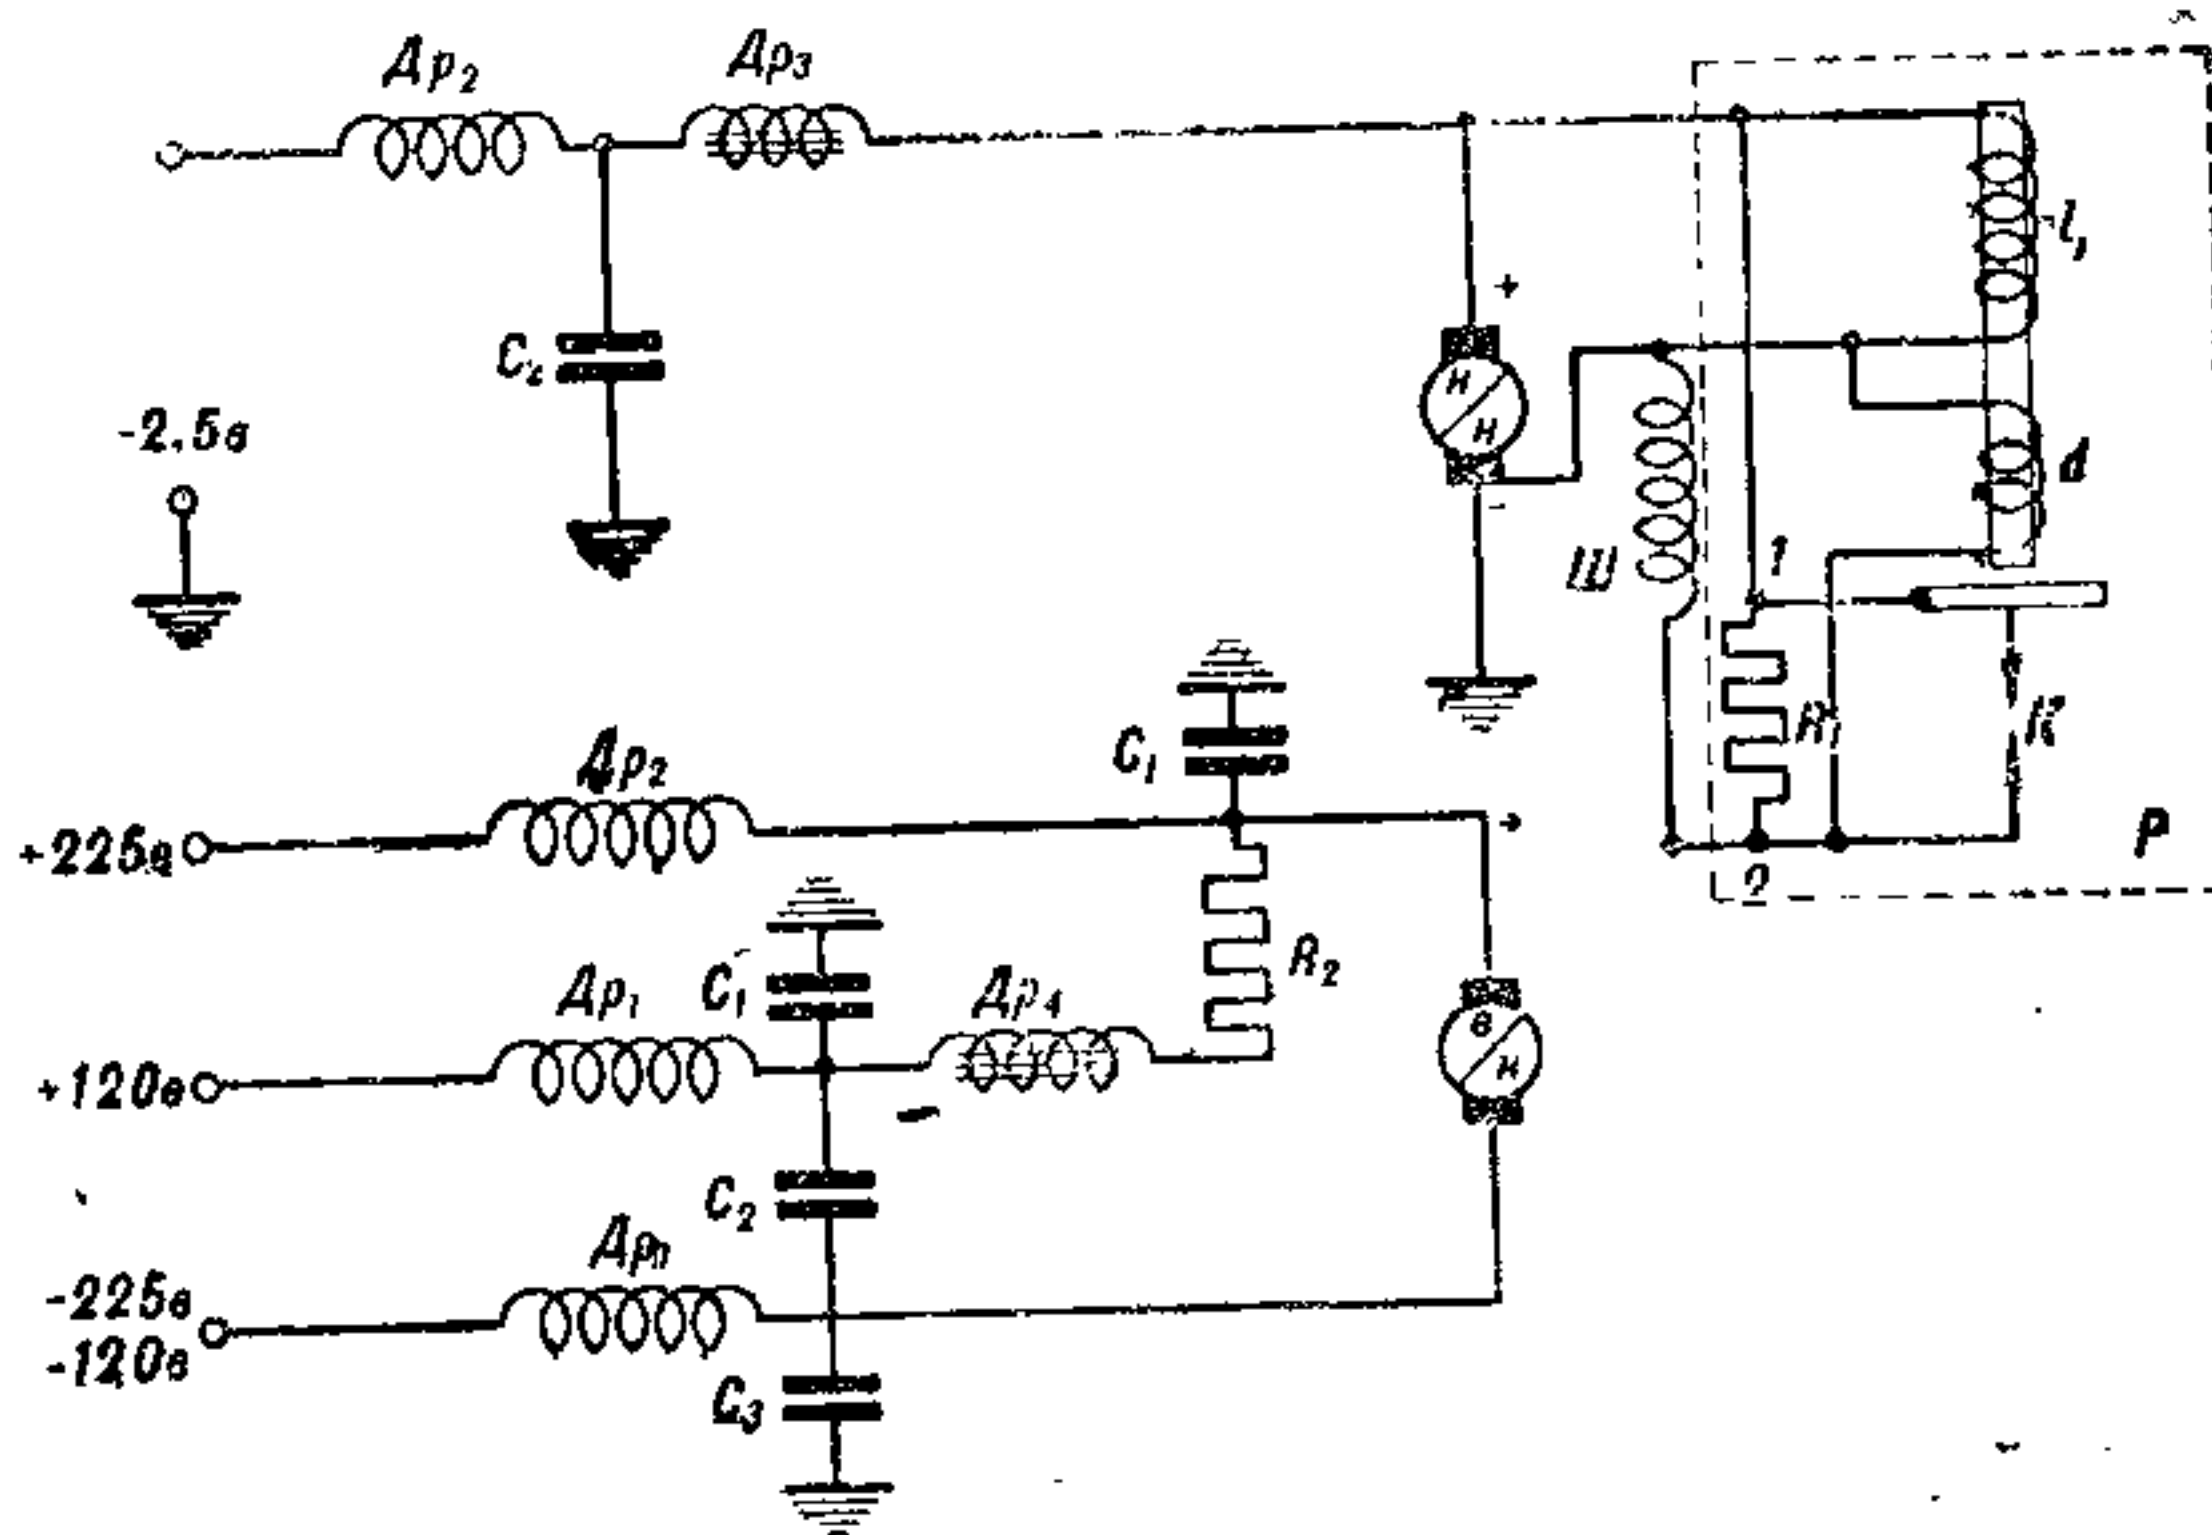 Др₂
Др₃
l₁
+
C₂
н
н
-2,5в
-
d
Ш
1
R₁
K
C₁
Др₂
+225в
+
P
2
R₂
C₁
Др₁
Др₄
в
н
+120в
-
C₂
Др₁
-225в
-120в
C₃